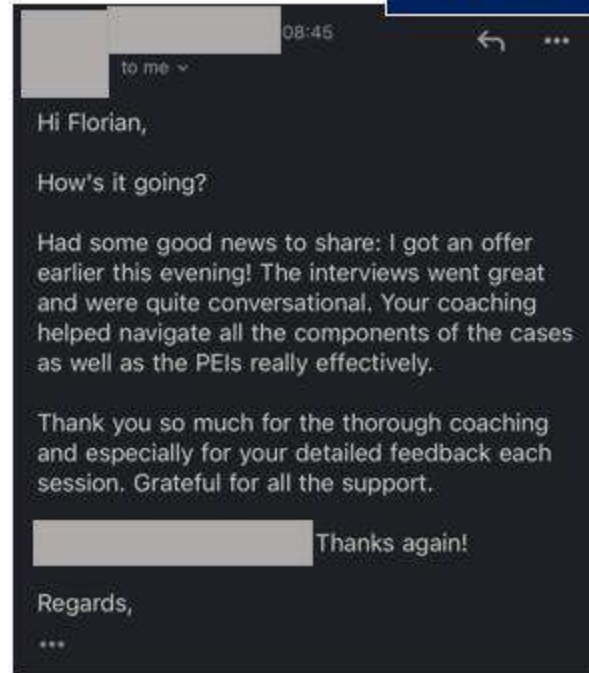 08:45
to me
Hi Florian,
How's it going?
Had some good news to share: I got an offer
earlier this evening! The interviews went great
and were quite conversational. Your coaching
helped navigate all the components of the cases
as well as the PEIs really effectively.
Thank you so much for the thorough coaching
and especially for your detailed feedback each
session. Grateful for all the support.
Thanks again!
Regards,